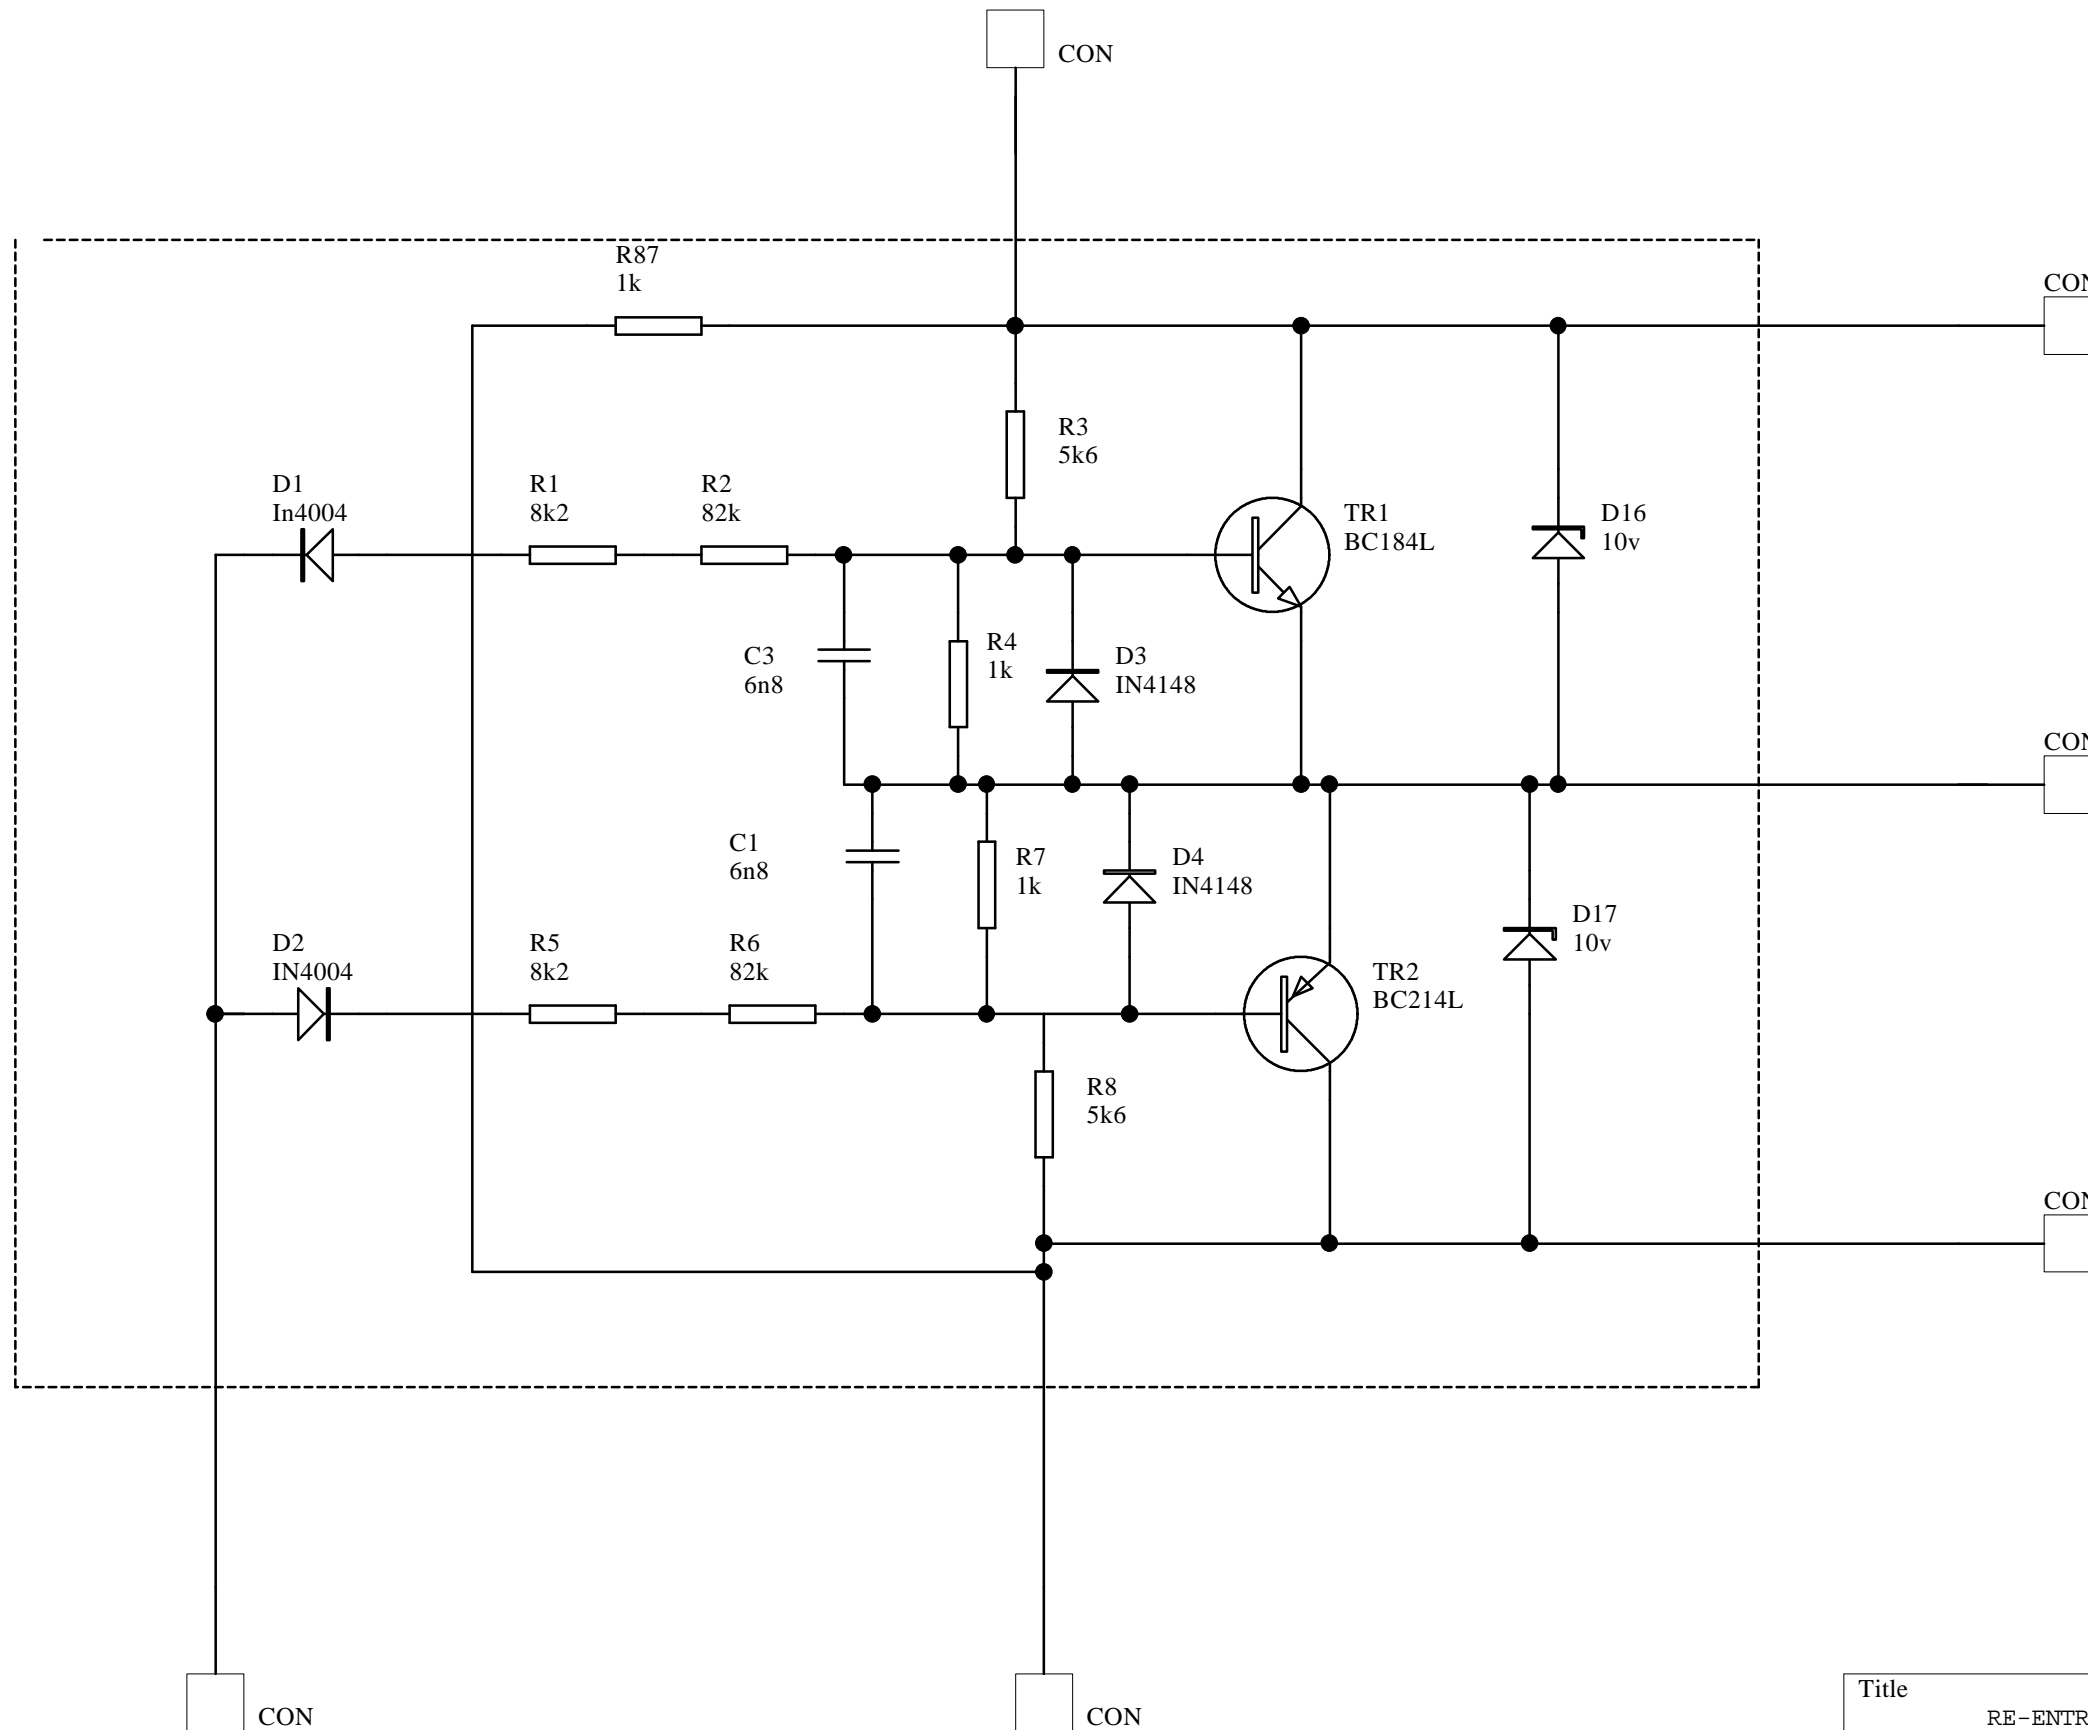 CON
R87
1k
CON
R3
5k6
D1
In4004
R1
8k2
R2
82k
TR1
BC184L
D16
10v
C3
6n8
R4
1k
D3
IN4148
CON
C1
6n8
R7
1k
D4
IN4148
D17
10v
D2
IN4004
R5
8k2
R6
82k
TR2
BC214L
R8
5k6
CON
CON
CON
Title
RE-ENTR